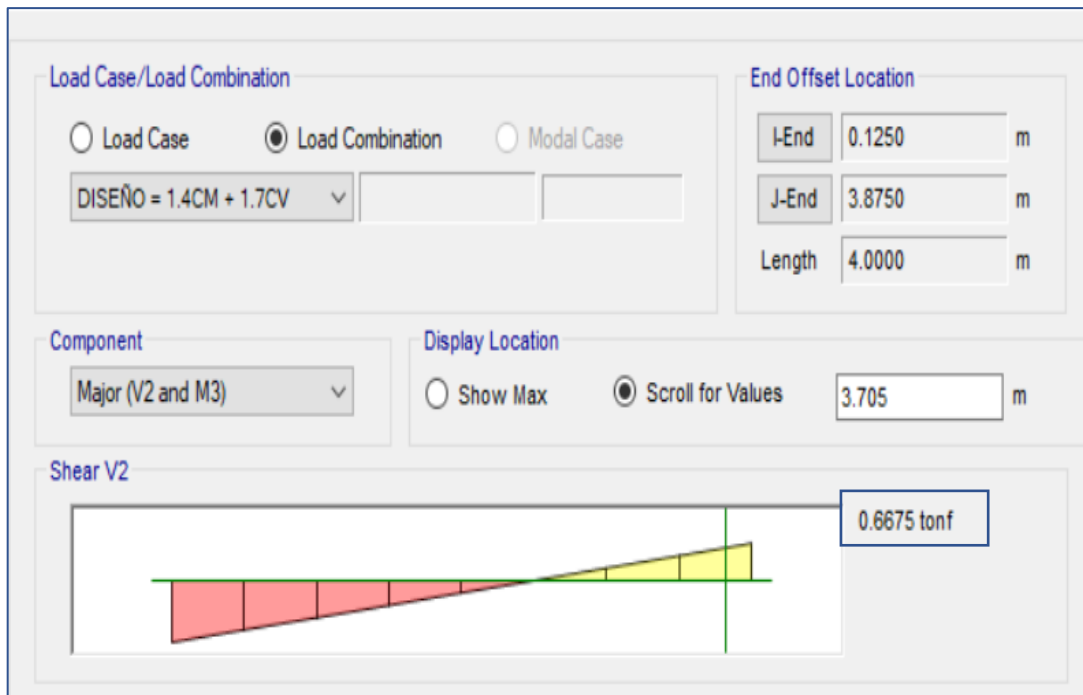 Load Case/Load Combination
Load Case
Load Combination
Modal Case
DISEÑO = 1.4CM + 1.7CV
End Offset Location
I-End
0.1250
m
J-End
3.8750
m
Length
4.0000
m
Component
Major (V2 and M3)
Display Location
Show Max
Scroll for Values
3.705
m
Shear V2
0.6675 tonf